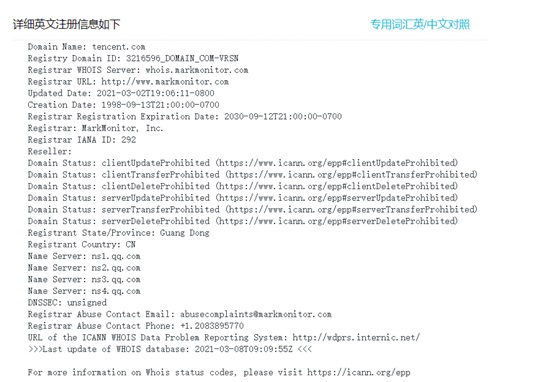 详细英文注册信息如下
专用词汇英/中文对照
Domain Name: tencent.com
Registry Domain ID: 3216596_DOMAIN_COM-VRSN
Registrar WHOIS Server: whois.markmonitor.com
Registrar URL: http://www.markmonitor.com
Updated Date: 2021-03-02T19:06:11-0800
Creation Date: 1998-09-13T21:00:00-0700
Registrar Registration Expiration Date: 2030-09-12T21:00:00-0700
Registrar: MarkMonitor, Inc.
Registrar IANA ID: 292
Reseller:
Domain Status: clientUpdateProhibited (https://www.icann.org/epp#clientUpdateProhibited)
Domain Status: clientTransferProhibited (https://www.icann.org/epp#clientTransferProhibited)
Domain Status: clientDeleteProhibited (https://www.icann.org/epp#clientDeleteProhibited)
Domain Status: serverUpdateProhibited (https://www.icann.org/epp#serverUpdateProhibited)
Domain Status: serverTransferProhibited (https://www.icann.org/epp#serverTransferProhibited)
Domain Status: serverDeleteProhibited (https://www.icann.org/epp#serverDeleteProhibited)
Registrant State/Province: Guang Dong
Registrant Country: CN
Name Server: ns1.qq.com
Name Server: ns2.qq.com
Name Server: ns3.qq.com
Name Server: ns4.qq.com
DNSSEC: unsigned
Registrar Abuse Contact Email: abusecomplaints@markmonitor.com
Registrar Abuse Contact Phone: +1.2083895770
URL of the ICANN WHOIS Data Problem Reporting System: http://wdprs.internic.net/
>>>Last update of WHOIS database: 2021-03-08T09:09:55Z <<<
For more information on Whois status codes, please visit https://icann.org/epp